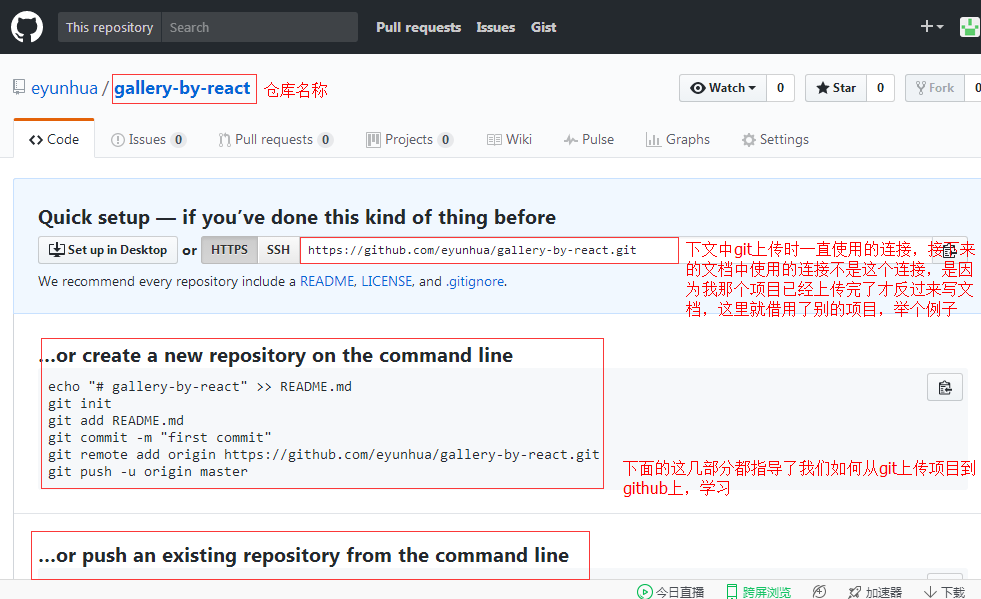 This repository Search Pull requests Issues Gist
eyunhua / gallery-by-react 仓库名称 Watch 0 Star 0 Fork 0
Code Issues 0 Pull requests 0 Projects 0 Wiki Pulse Graphs Settings
Quick setup — if you've done this kind of thing before
Set up in Desktop or HTTPS SSH https://github.com/eyunhua/gallery-by-react.git
We recommend every repository include a README, LICENSE, and .gitignore.
下文中git上传时一直使用的连接，接下来
的文档中使用的连接不是这个连接，是因
为我那个项目已经上传完了才反过来写文
档，这里就借用了别的项目，举个例子
...or create a new repository on the command line
echo "# gallery-by-react" >> README.md
git init
git add README.md
git commit -m "first commit"
git remote add origin https://github.com/eyunhua/gallery-by-react.git
git push -u origin master
下面的这几部分都指导了我们如何从git上传项目到
github上，学习
...or push an existing repository from the command line
今日直播 跨屏浏览 加速器 下载